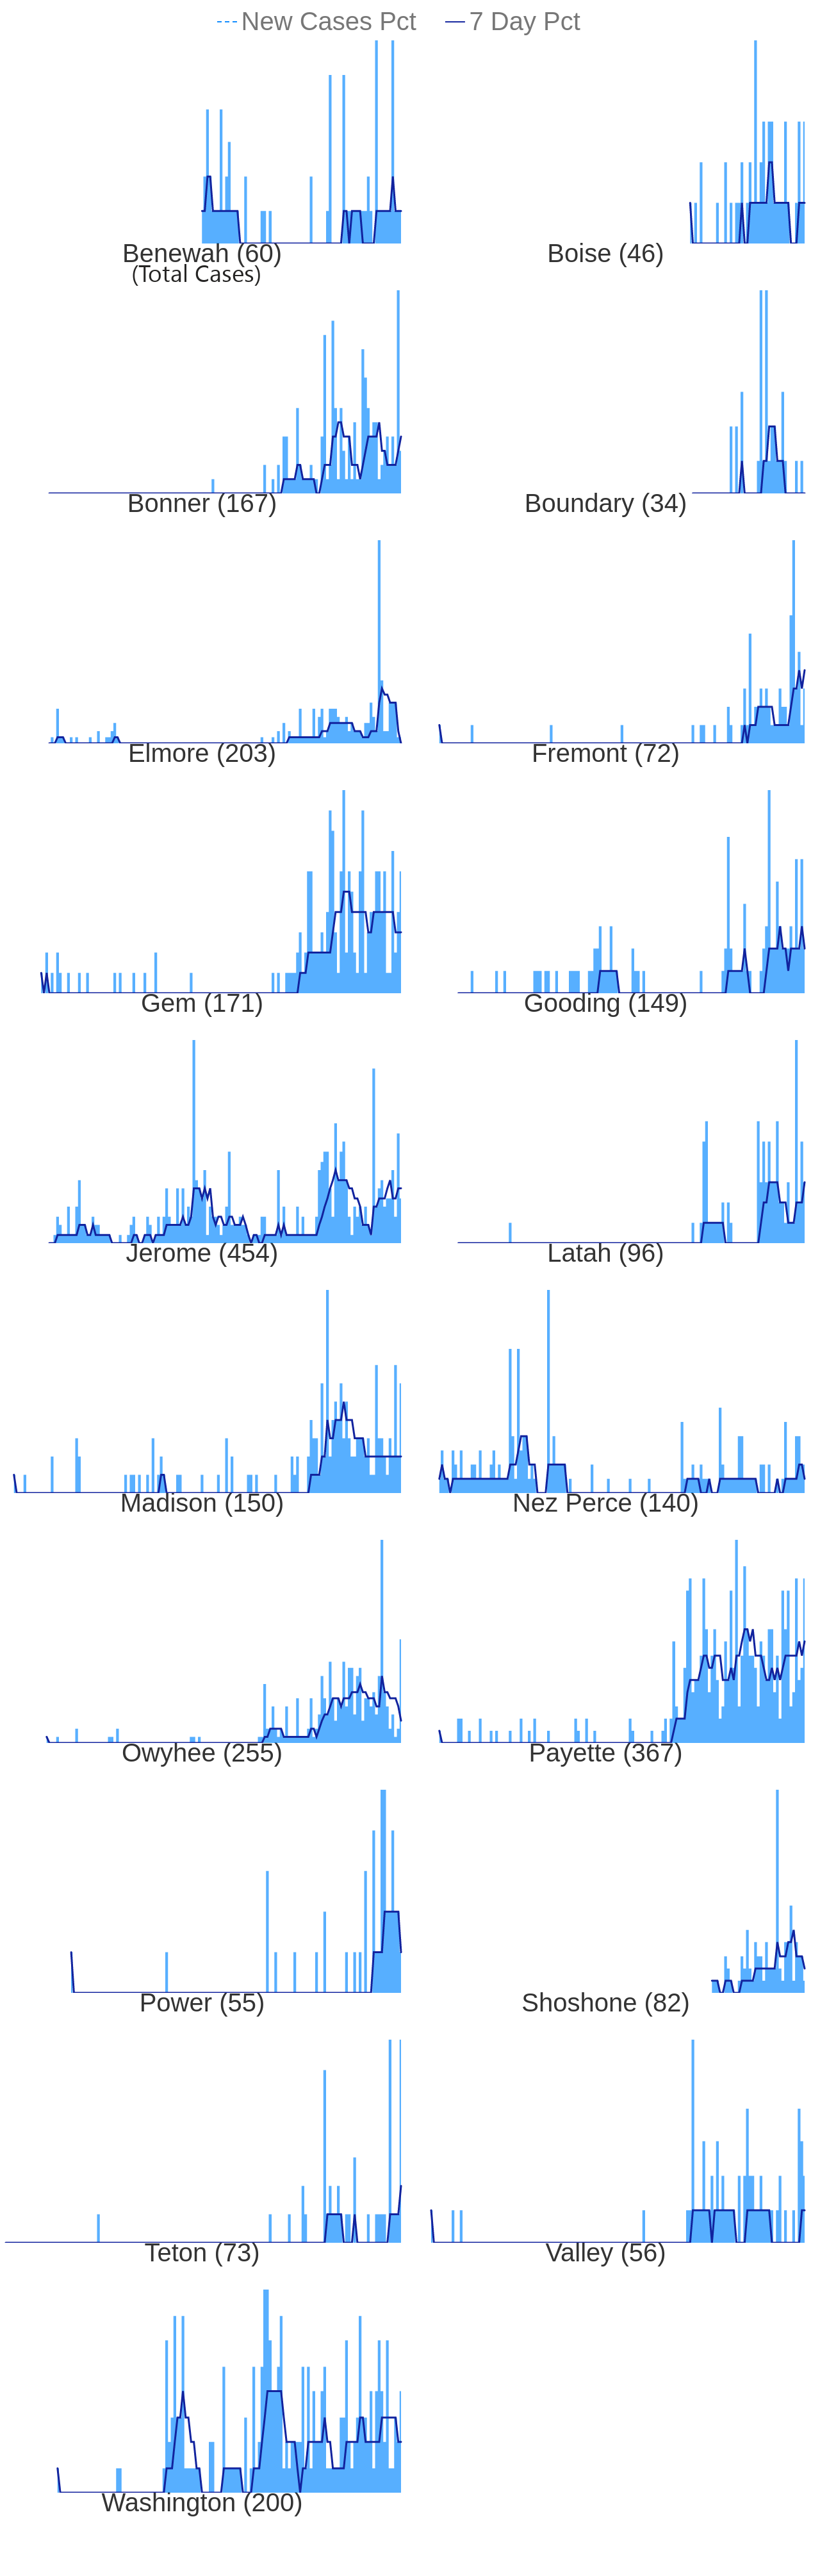 New Cases Pct 7 Day Pct
Benewah (60) Boise (46)
(Total Cases)
Bonner (167) Boundary (34)
Elmore (203) Fremont (72)
Gem (171) Gooding (149)
Jerome (454) Latah (96)
Madison (150) Nez Perce (140)
Owyhee (255) Payette (367)
Power (55) Shoshone (82)
Teton (73) Valley (56)
Washington (200)